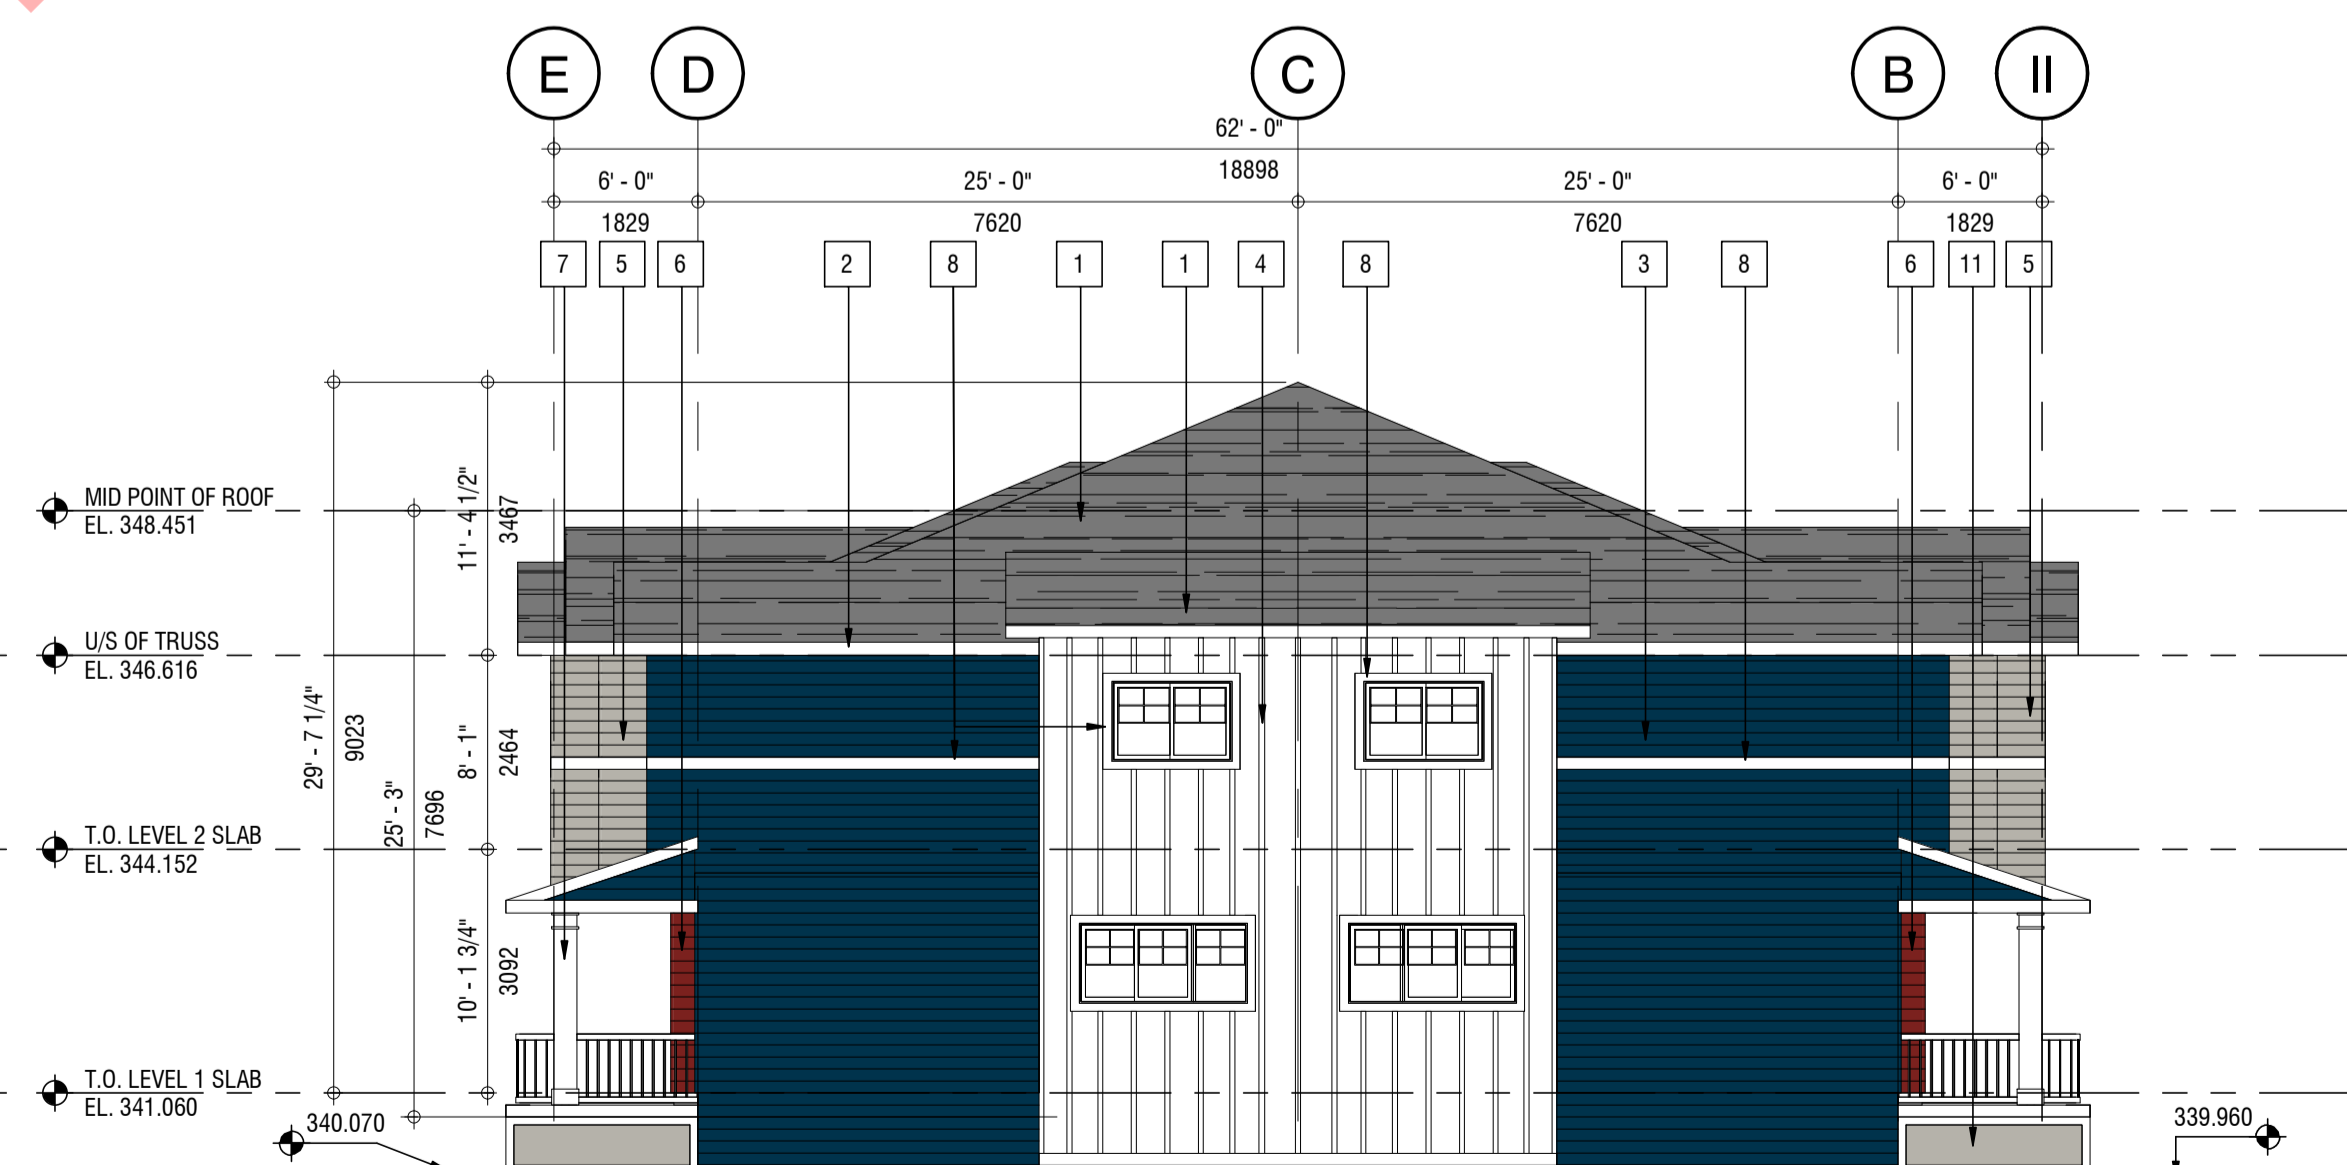 E D C B II
62' - 0"
18898
6' - 0" 25' - 0" 25' - 0" 6' - 0"
1829 7620 7620 1829
7 5 6 2 8 1 1 4 8 3 8 6 11 5
MID POINT OF ROOF
EL. 348.451
11' - 4 1/2"
3467
U/S OF TRUSS
EL. 346.616
29' - 7 1/4"
9023
25' - 3"
7696
8' - 1"
2464
T.O. LEVEL 2 SLAB
EL. 344.152
10' - 1 3/4"
3092
T.O. LEVEL 1 SLAB
EL. 341.060
340.070
339.960